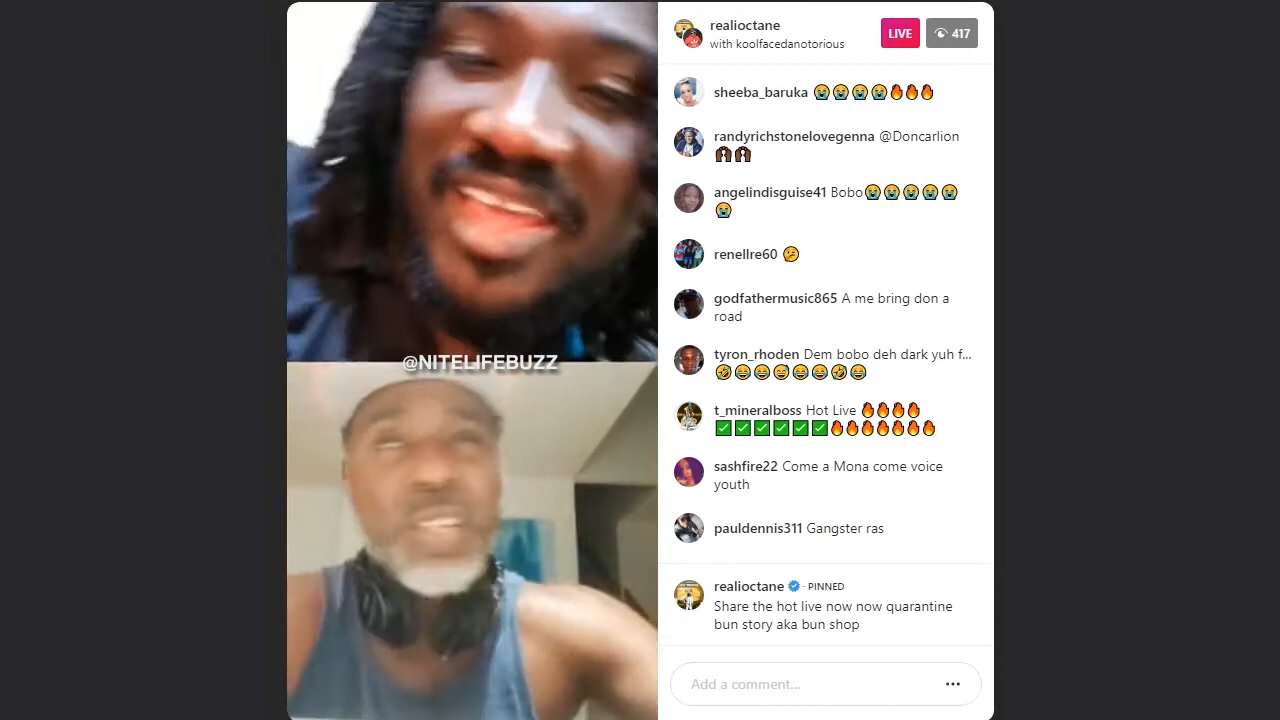 realioctane
with koolfacedanotorious
LIVE
417
sheeba_baruka 😭😭😭😭🔥🔥🔥
randyrichstonelovegenna @Doncarlion
angelindisguise41 Bobo😭😭😭😭😭
😭
renellre60 🤔
godfathermusic865 A me bring don a
road
tyron_rhoden Dem bobo deh dark yuh f...
🤣😂😂😅😂😂🤣😂
t_mineralboss Hot Live 🔥🔥🔥🔥
✅✅✅✅✅✅🔥🔥🔥🔥🔥🔥🔥
sashfire22 Come a Mona come voice
youth
pauldennis311 Gangster ras
realioctane · PINNED
Share the hot live now now quarantine
bun story aka bun shop
Add a comment...
@NITELIFEBUZZ